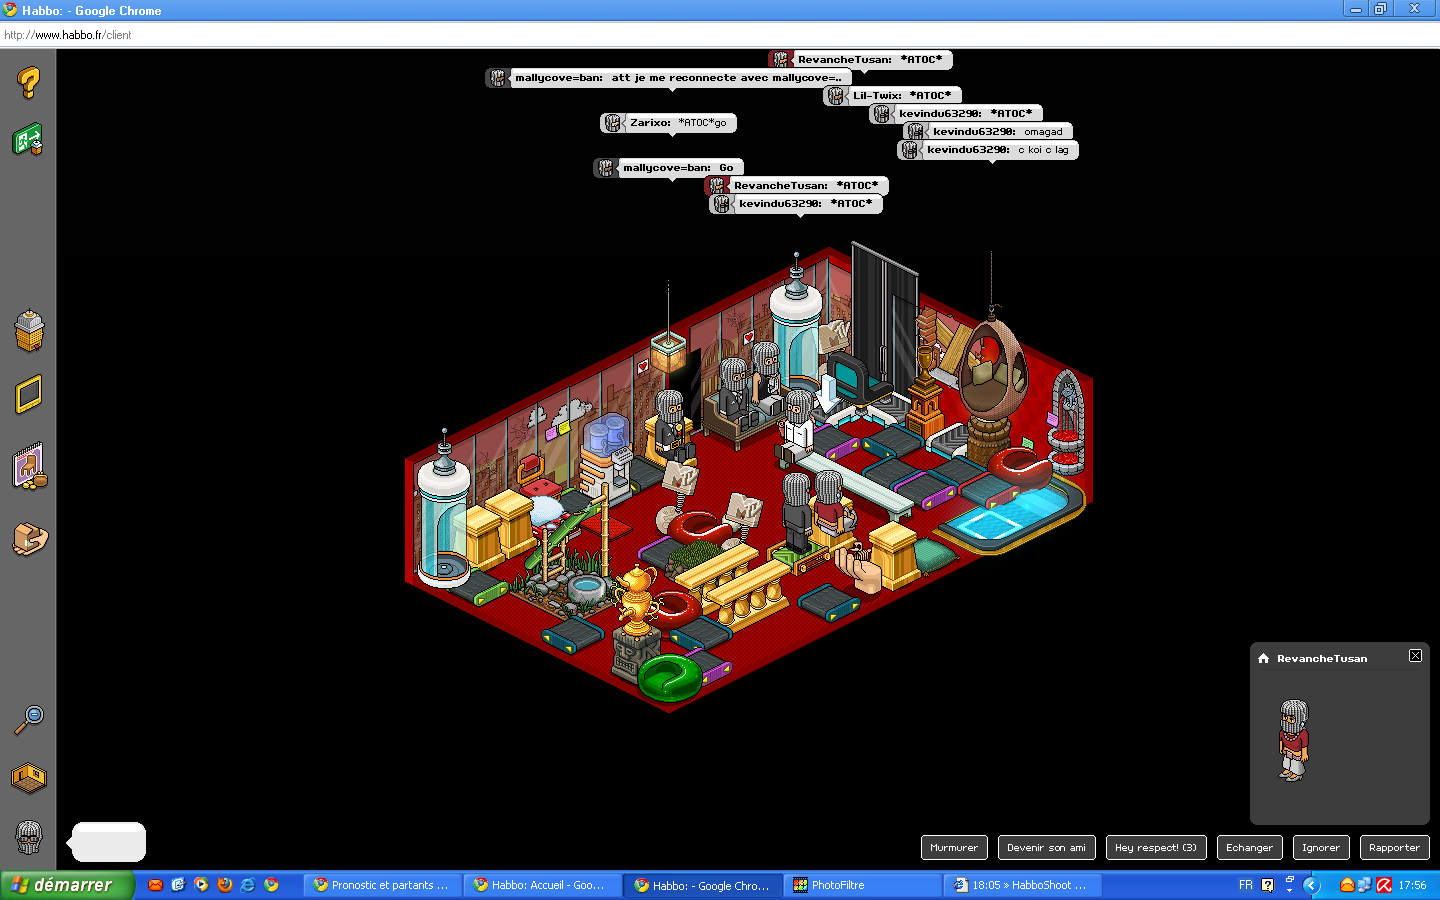 Habbo: - Google Chrome
http://www.habbo.fr/client
RevancheTusan: *ATOC*
mallycove=ban: att je me reconnecte avec mallycove=..
Lil-Twix: *ATOC*
kevindu63290: *ATOC*
Zarixo: *ATOC*go
kevindu63290: omagad
kevindu63290: c koi c lag
mallycove=ban: Go
RevancheTusan: *ATOC*
kevindu63290: *ATOC*
MTV
MTV
MTV
RevancheTusan
Murmurer
Devenir son ami
Hey respect! (3)
Echanger
Ignorer
Rapporter
démarrer
Pronostic et partants ...
Habbo: Accueil - Goo...
Habbo: - Google Chro...
PhotoFiltre
18:05 » HabboShoot ...
FR
17:56